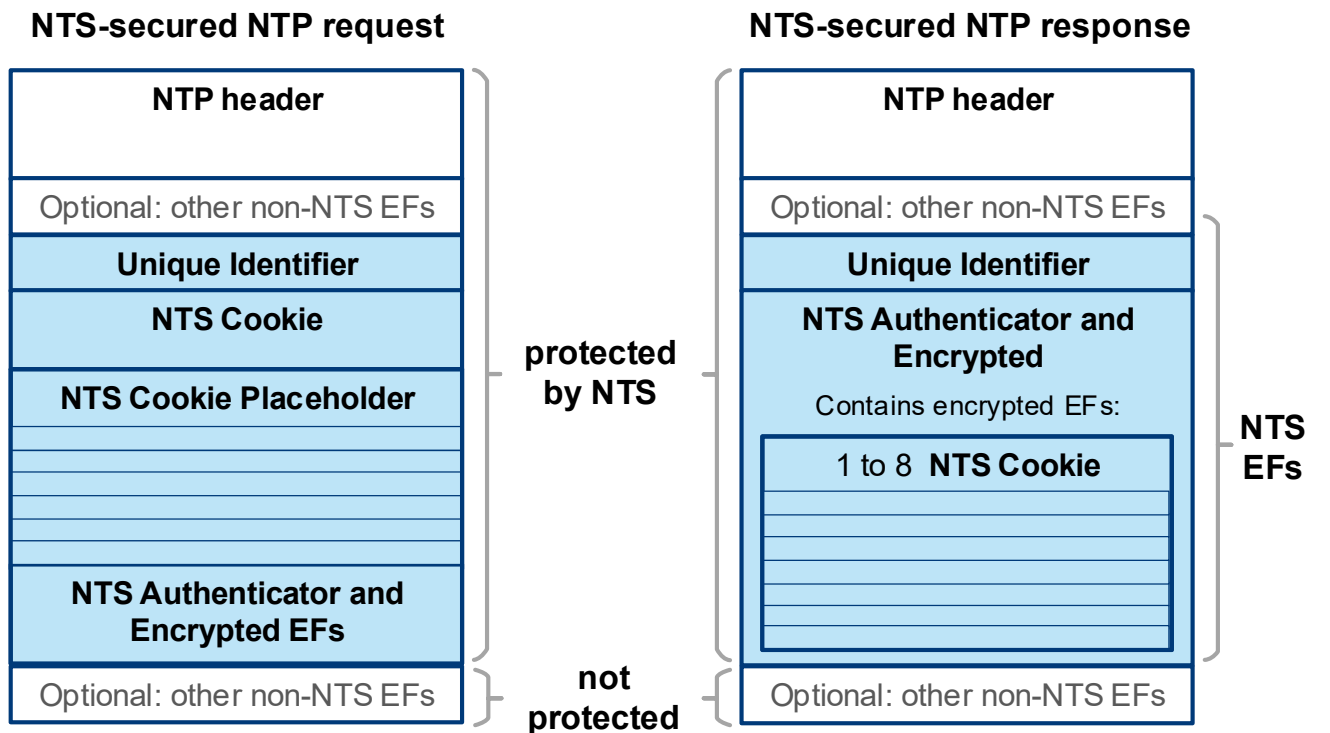 NTS-secured NTP request
NTP header
Optional: other non-NTS EFs
Unique Identifier
NTS Cookie
NTS Cookie Placeholder
NTS Authenticator and
Encrypted EFs
Optional: other non-NTS EFs
protected
by NTS
not
protected
NTS-secured NTP response
NTP header
Optional: other non-NTS EFs
Unique Identifier
NTS Authenticator and
Encrypted
Contains encrypted EFs:
1 to 8 NTS Cookie
Optional: other non-NTS EFs
NTS
EFs